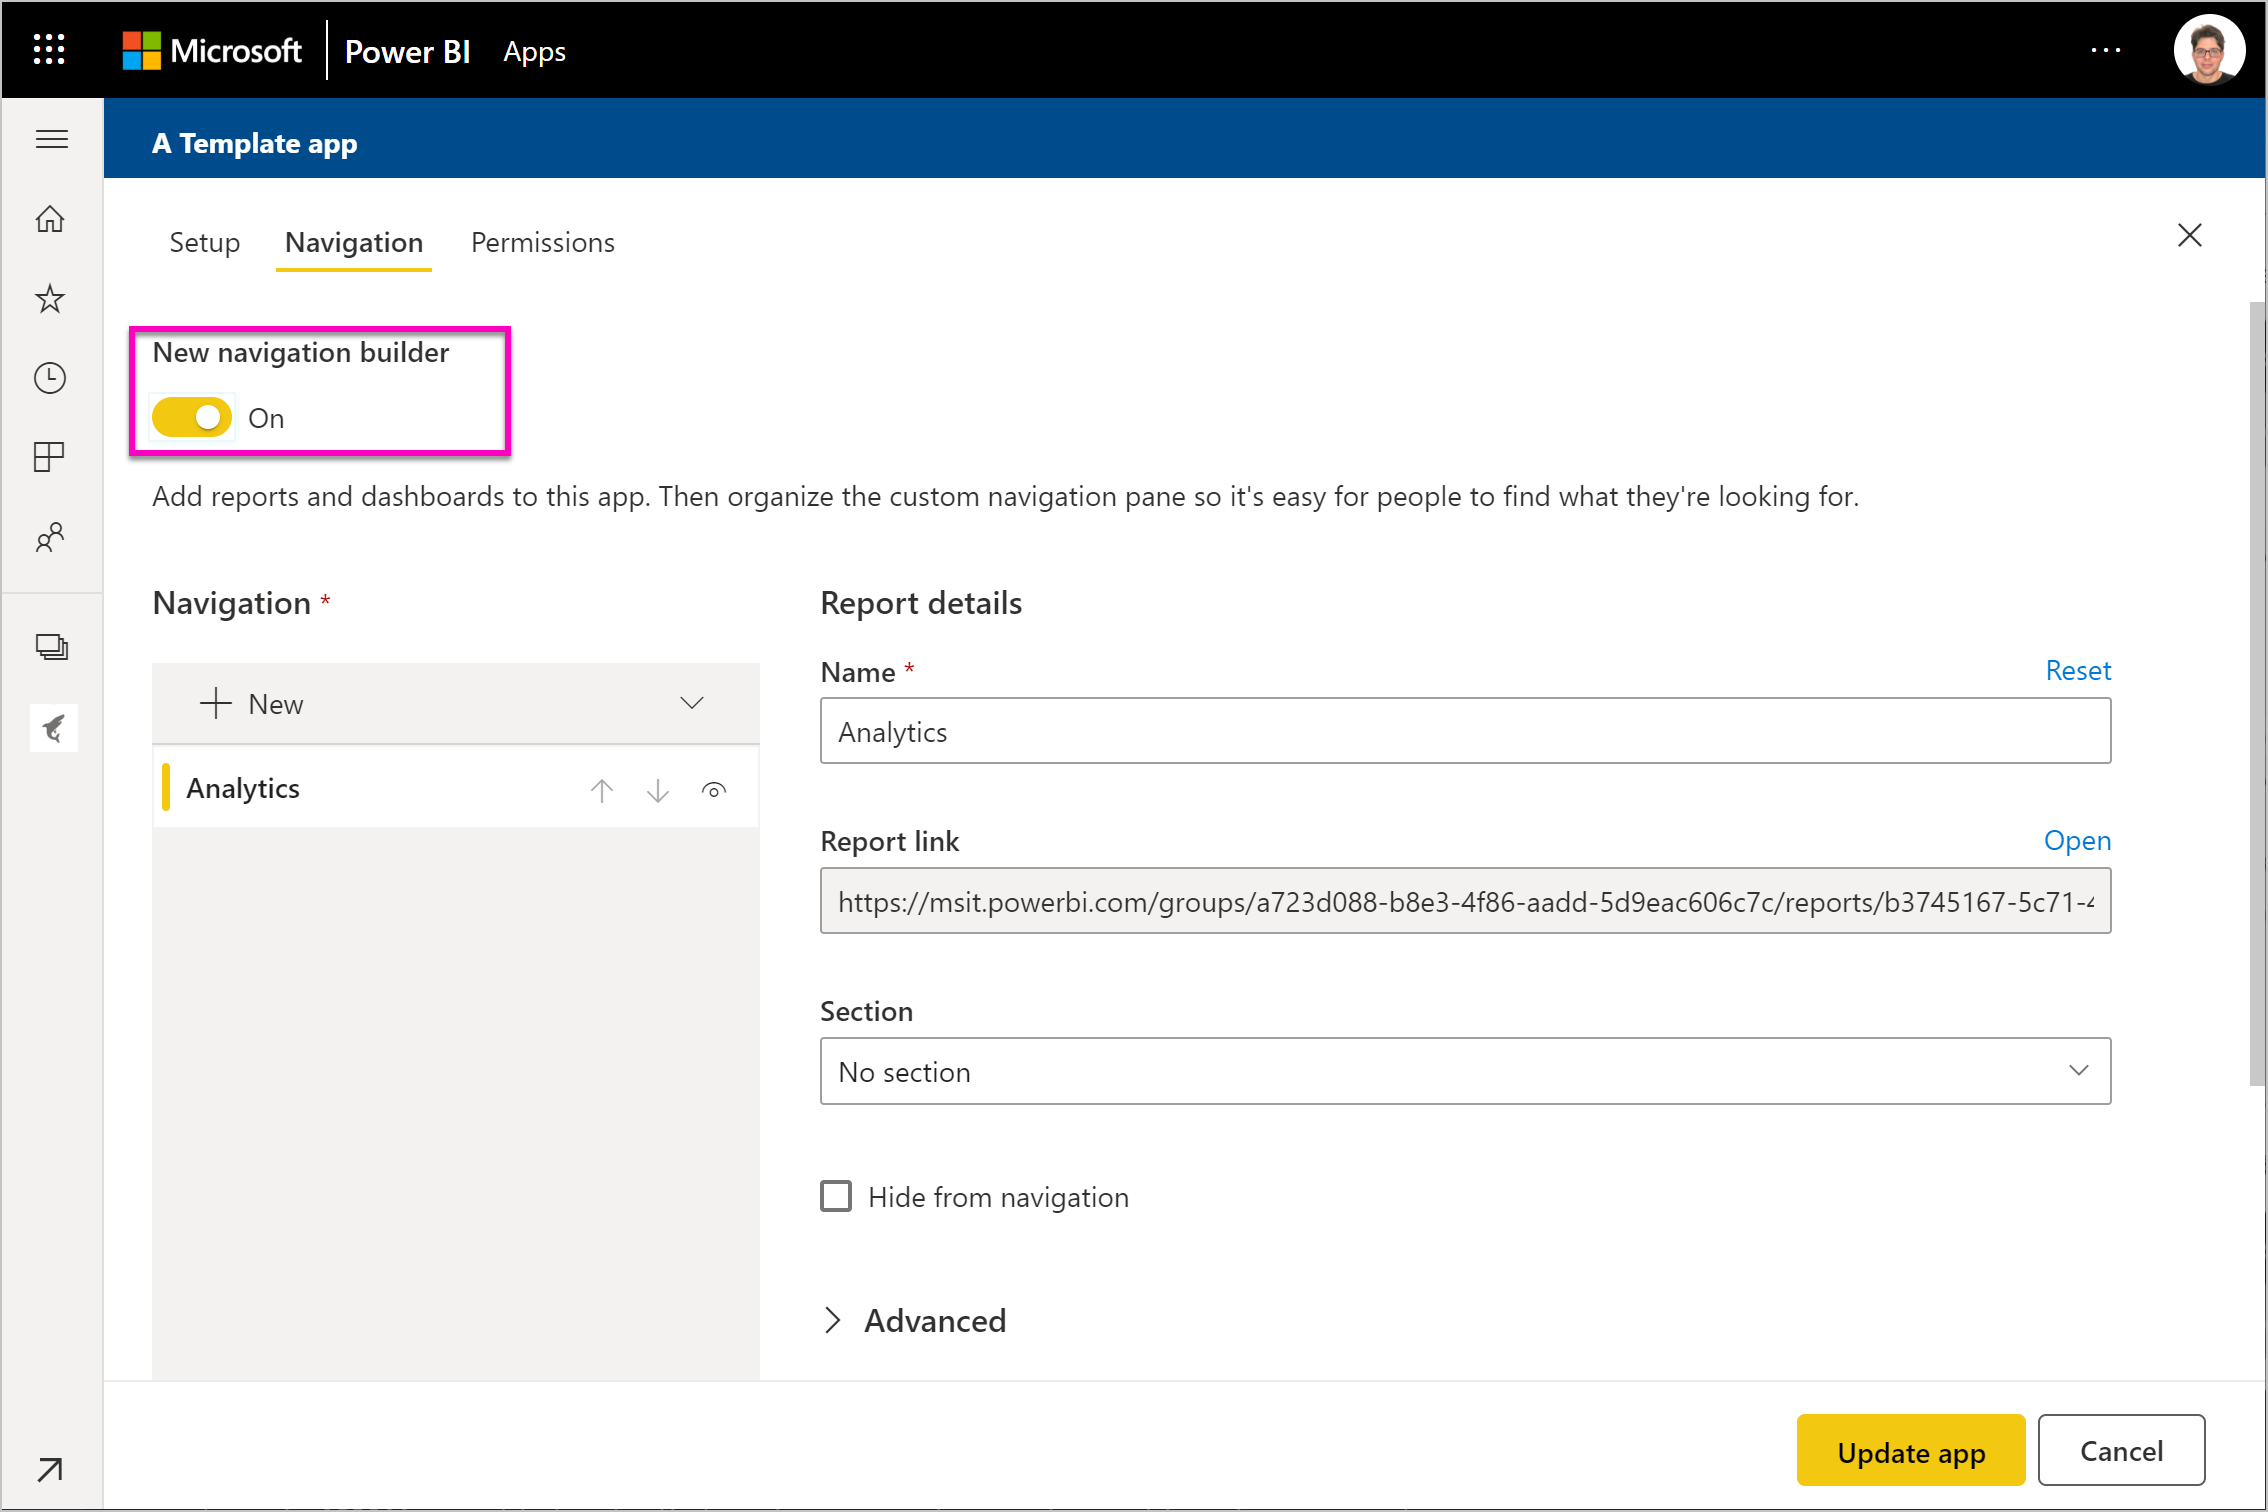 Microsoft Power BI Apps
A Template app
Setup Navigation Permissions
New navigation builder
On
Add reports and dashboards to this app. Then organize the custom navigation pane so it's easy for people to find what they're looking for.
Navigation *
Report details
Name *
Reset
New
Analytics
Analytics
Report link
Open
https://msit.powerbi.com/groups/a723d088-b8e3-4f86-aadd-5d9eac606c7c/reports/b3745167-5c71-4
Section
No section
Hide from navigation
Advanced
Update app
Cancel